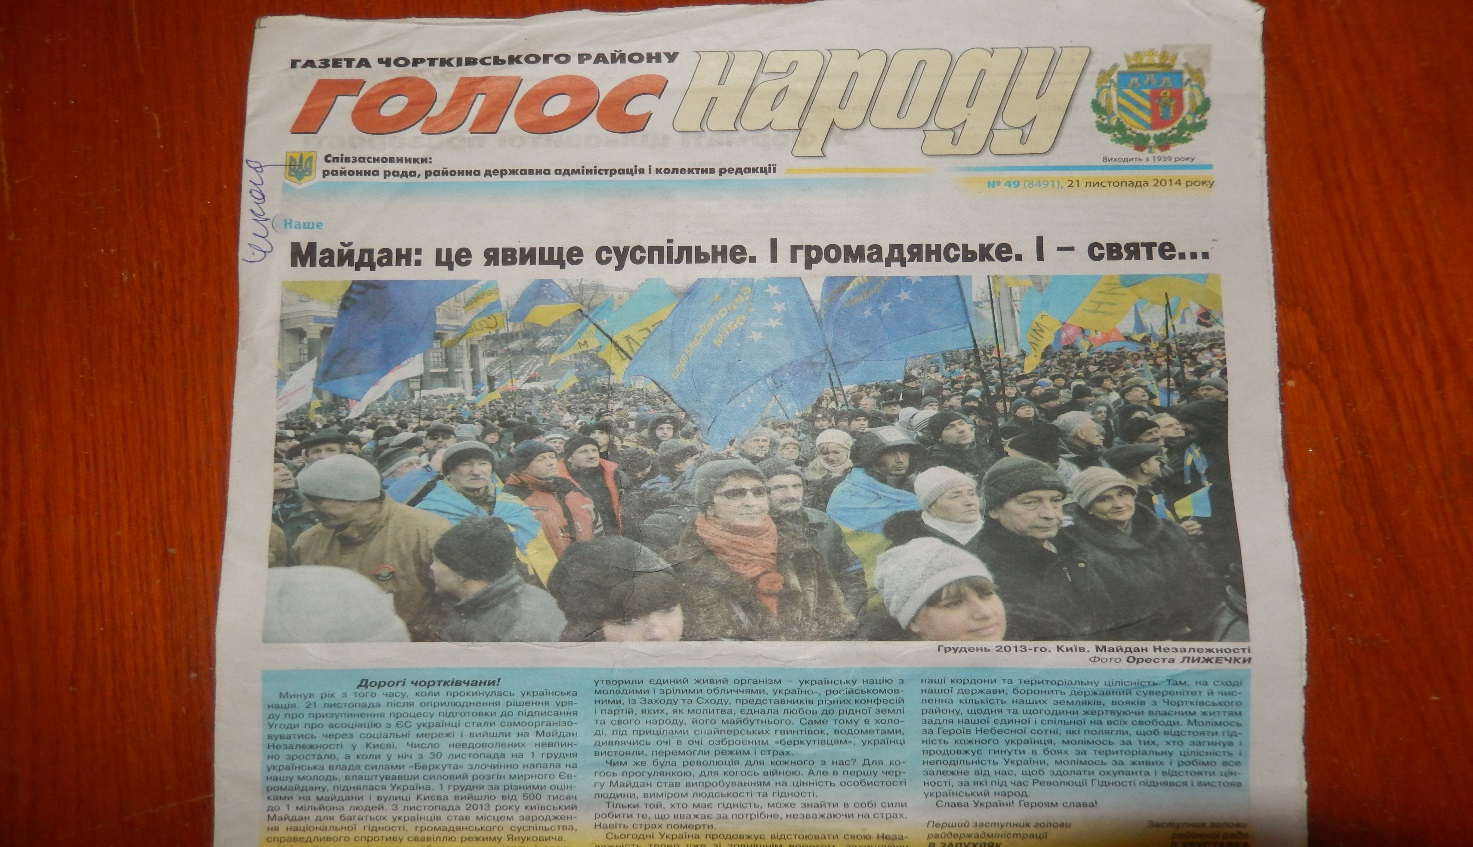 ГАЗЕТА ЧОРТКІВСЬКОГО РАЙОНУ
ГОЛОС народу
Співзасновники:
районна рада, районна державна адміністрація і колектив редакції
Виходить з 1939 року
№ 49 (8491), 21 листопада 2014 року
Наше
Майдан: це явище суспільне. І громадянське. І – святе...
Грудень 2013-го. Київ. Майдан Незалежності
Фото Ореста ЛИЖЕЧКИ
Дорогі чортківчани!
Минув рік з того часу, коли прокинулась українська
нація. 21 листопада після оприлюднення рішення уря-
ду про призупинення процесу підготовки до підписання
Угоди про асоціацію з ЄС українці стали самоорганізо-
вуватись через соціальні мережі і вийшли на Майдан
Незалежності у Києві. Число невдоволених невпин-
но зростало, а коли у ніч з 30 листопада на 1 грудня
українська влада силами «Беркута» злочинно напала на
нашу молодь, влаштувавши силовий розгін мирного Єв-
ромайдану, піднялася Україна. 1 грудня за різними оцін-
ками на майдани і вулиці Києва вийшло від 500 тисяч
до 1 мільйона людей. З листопада 2013 року київський
Майдан для багатьох українців став місцем зароджен-
ня національної гідності, громадянського суспільства,
справедливого спротиву свавіллю режиму Януковича.
утворили єдиний живий організм – українську націю з
молодими і зрілими обличчями, україно-, російськомов-
ними, із Заходу та Сходу, представників різних конфесій
і партій, яких, як молитва, єднала любов до рідної землі
та свого народу, його майбутнього. Саме тому в холо-
ді, під прицілами снайперських гвинтівок, водометами,
дивлячись очі в очі озброєним «беркутівцям», українці
вистояли, перемогли режим і страх.
Чим же була революція для кожного з нас? Для ко-
гось прогулянкою, для когось війною. Але в першу чер-
гу Майдан став випробуванням на цінність особистості
людини, виміром людськості та гідності.
Тільки той, хто має гідність, може знайти в собі сили
робити те, що вважає за потрібне, незважаючи на страх.
Навіть страх померти.
Сьогодні Україна продовжує відстоювати свою Неза-
лежність тепер уже зі зовнішнім ворогом, захищаючи
наші кордони та територіальну цілісність. Там, на сході
нашої держави, боронить державний суверенітет й чис-
ленна кількість наших земляків, вояків з Чортківського
району, щодня та щогодини жертвуючи власним життям
задля нашої єдиної і спільної на всіх свободи. Молімось
за Героїв Небесної сотні, які полягли, щоб відстояти гід-
ність кожного українця, молімось за тих, хто загинув і
продовжує гинути в боях за територіальну цілісність і
неподільність України, молімось за живих і робімо все
залежне від нас, щоб здолати окупанта і відстояти цін-
ності, за які під час Революції Гідності піднявся і вистояв
український народ.
Слава Україні! Героям слава!
Перший заступник голови
райдержадміністрації
В.ЗАПУХЛЯК
Заступник голови
районної ради